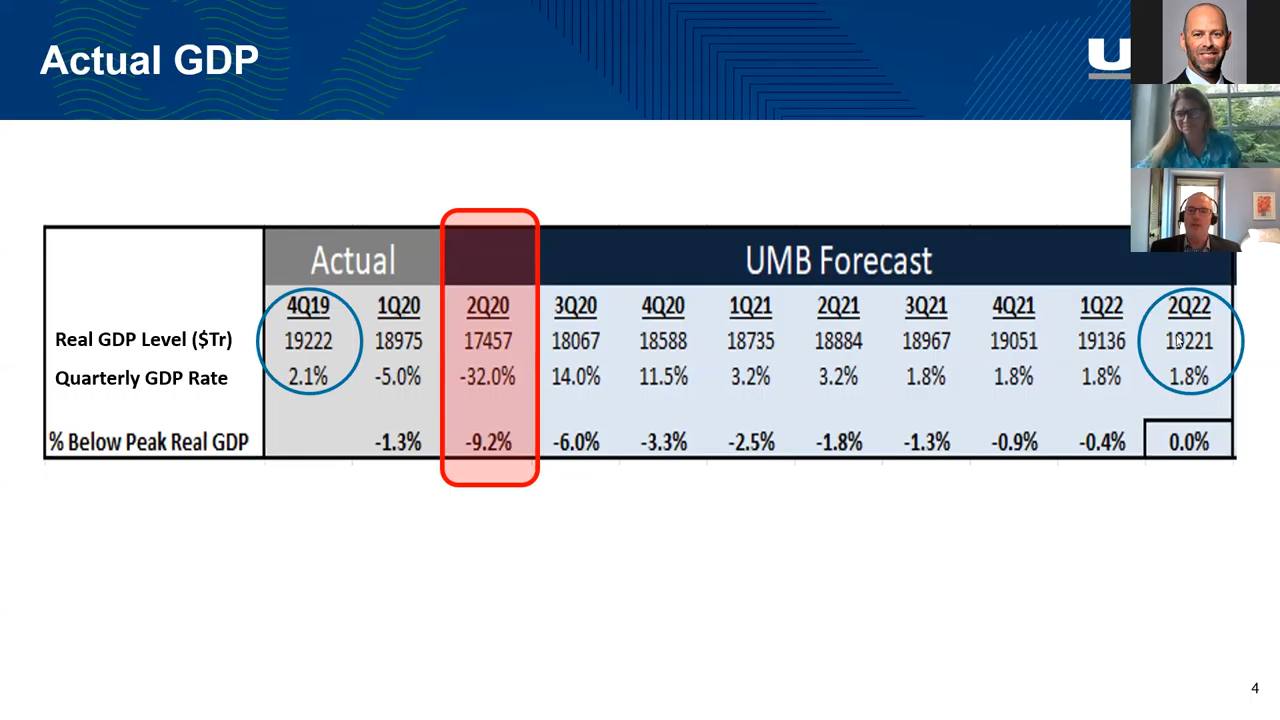 Actual GDP
U
Actual UMB Forecast
4Q19 1Q20 2Q20 3Q20 4Q20 1Q21 2Q21 3Q21 4Q21 1Q22 2Q22
Real GDP Level ($Tr) 19222 18975 17457 18067 18588 18735 18884 18967 19051 19136 19221
Quarterly GDP Rate 2.1% -5.0% -32.0% 14.0% 11.5% 3.2% 3.2% 1.8% 1.8% 1.8% 1.8%
% Below Peak Real GDP -1.3% -9.2% -6.0% -3.3% -2.5% -1.8% -1.3% -0.9% -0.4% 0.0%
4